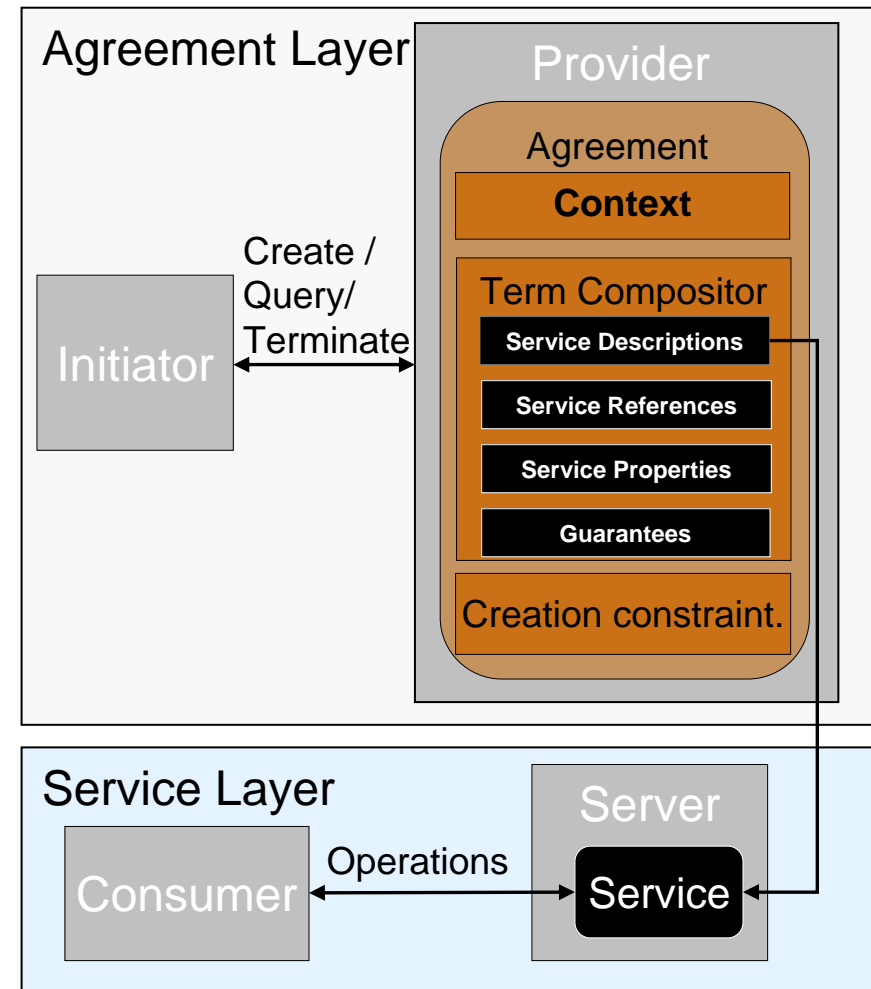 Agreement Layer
Provider
Agreement
Context
Create /
Query/
Terminate
Initiator
Term Compositor
Service Descriptions
Service References
Service Properties
Guarantees
Creation constraint.
Service Layer
Server
Consumer
Operations
Service